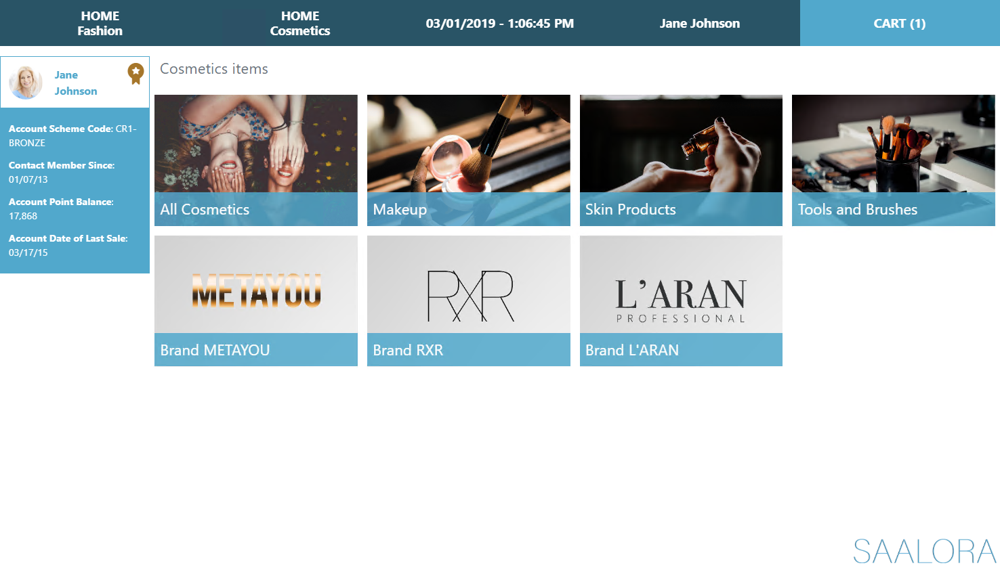 HOME
Fashion
HOME
Cosmetics
03/01/2019 - 1:06:45 PM
Jane Johnson
CART (1)
Jane
Johnson
Account Scheme Code: CR1-
BRONZE
Contact Member Since:
01/07/13
Account Point Balance:
17,868
Account Date of Last Sale:
03/17/15
Cosmetics items
All Cosmetics
Makeup
Skin Products
Tools and Brushes
METAYOU
Brand METAYOU
RXR
Brand RXR
L’ARAN
PROFESSIONAL
Brand L'ARAN
SAALORA